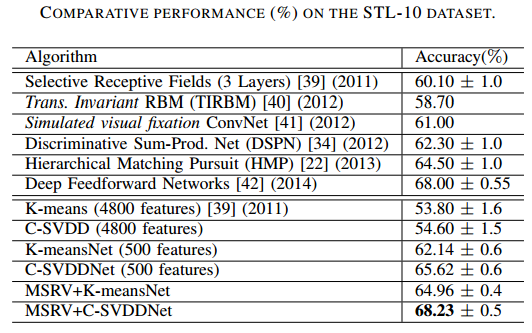 COMPARATIVE PERFORMANCE (%) ON THE STL-10 DATASET.
Algorithm Accuracy(%)
Selective Receptive Fields (3 Layers) [39] (2011) 60.10 ± 1.0
Trans. Invariant RBM (TIRBM) [40] (2012) 58.70
Simulated visual fixation ConvNet [41] (2012) 61.00
Discriminative Sum-Prod. Net (DSPN) [34] (2012) 62.30 ± 1.0
Hierarchical Matching Pursuit (HMP) [22] (2013) 64.50 ± 1.0
Deep Feedforward Networks [42] (2014) 68.00 ± 0.55
K-means (4800 features) [39] (2011) 53.80 ± 1.6
C-SVDD (4800 features) 54.60 ± 1.5
K-meansNet (500 features) 62.14 ± 0.6
C-SVDDNet (500 features) 65.62 ± 0.6
MSRV+K-meansNet 64.96 ± 0.4
MSRV+C-SVDDNet 68.23 ± 0.5